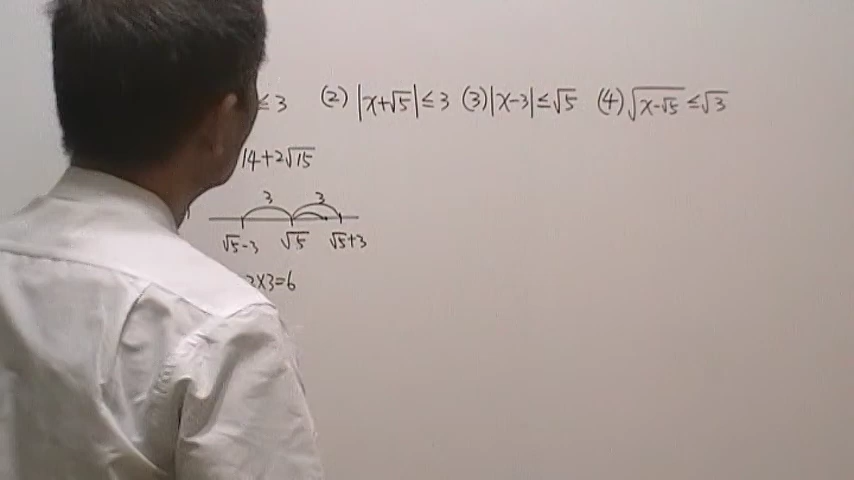 ≤ 3 (2) |x+√5| ≤ 3 (3) |x-3| ≤ √5 (4) √(x-√5) ≤ √3
14+2√15
3 3
√5-3 √5 √5+3
2×3=6